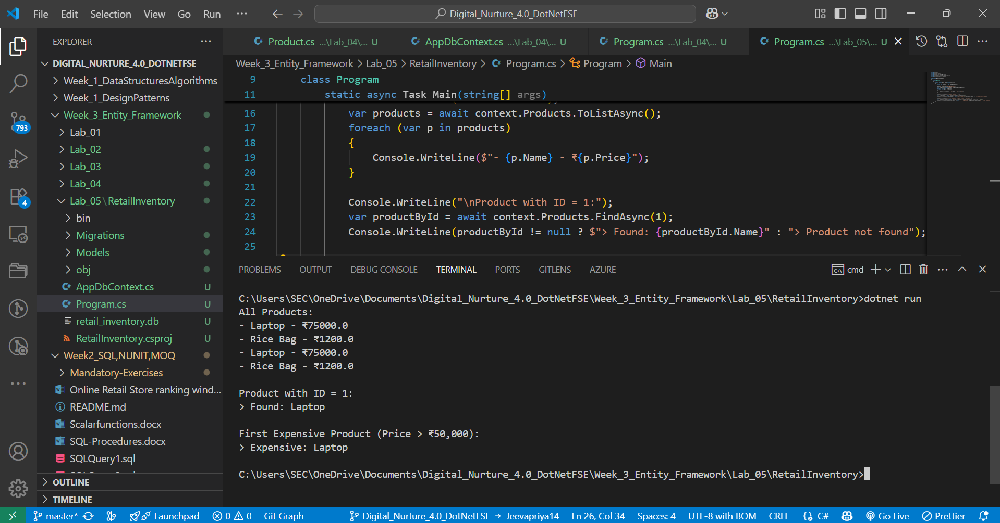 File Edit Selection View Go Run ··· Digital_Nurture_4.0_DotNetFSE
EXPLORER
DIGITAL_NURTURE_4.0_DOTNETFSE
Week_1_DataStructuresAlgorithms
Week_1_DesignPatterns
Week_3_Entity_Framework
Lab_01
Lab_02
Lab_03
Lab_04
Lab_05\RetailInventory
bin
Migrations
Models
obj
AppDbContext.cs U
Program.cs U
retail_inventory.db U
RetailInventory.csproj U
Week2_SQL,NUNIT,MOQ
Mandatory-Exercises
Online Retail Store ranking wind...
README.md
Scalarfunctions.docx
SQL-Procedures.docx
SQLQuery1.sql
OUTLINE
TIMELINE
793
4
Product.cs ...\Lab_04\... U AppDbContext.cs ...\Lab_04\... U Program.cs ...\Lab_04\... U Program.cs ...\Lab_05\... U
Week_3_Entity_Framework > Lab_05 > RetailInventory > Program.cs > Program > Main
9 class Program
11 static async Task Main(string[] args)
16 var products = await context.Products.ToListAsync();
17 foreach (var p in products)
18 {
19 Console.WriteLine($"- {p.Name} - ₹{p.Price}");
20 }
21
22 Console.WriteLine("\nProduct with ID = 1:");
23 var productById = await context.Products.FindAsync(1);
24 Console.WriteLine(productById != null ? $"> Found: {productById.Name}" : "> Product not found");
25
PROBLEMS OUTPUT DEBUG CONSOLE TERMINAL PORTS GITLENS AZURE cmd
C:\Users\SEC\OneDrive\Documents\Digital_Nurture_4.0_DotNetFSE\Week_3_Entity_Framework\Lab_05\RetailInventory>dotnet run
All Products:
- Laptop - ₹75000.0
- Rice Bag - ₹1200.0
- Laptop - ₹75000.0
- Rice Bag - ₹1200.0
Product with ID = 1:
> Found: Laptop
First Expensive Product (Price > ₹50,000):
> Expensive: Laptop
C:\Users\SEC\OneDrive\Documents\Digital_Nurture_4.0_DotNetFSE\Week_3_Entity_Framework\Lab_05\RetailInventory>
master* Launchpad 0 0 Git Graph Digital_Nurture_4.0_DotNetFSE → Jeevapriya14 Ln 26, Col 34 Spaces: 4 UTF-8 with BOM CRLF C# Go Live Prettier